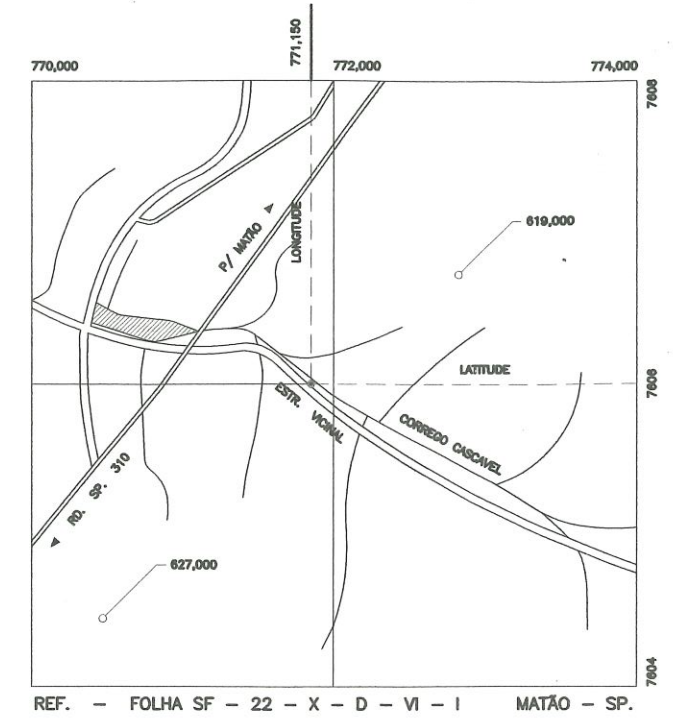 771,150
770,000 772,000 774,000
7608
LONGITUDE
P/ MATÃO
619,000
LATITUDE
7606
ESTR. VICINAL
CORREGO CASCAVEL
RD. SP. 310
627,000
7604
REF. - FOLHA SF - 22 - X - D - VI - I MATÃO - SP.